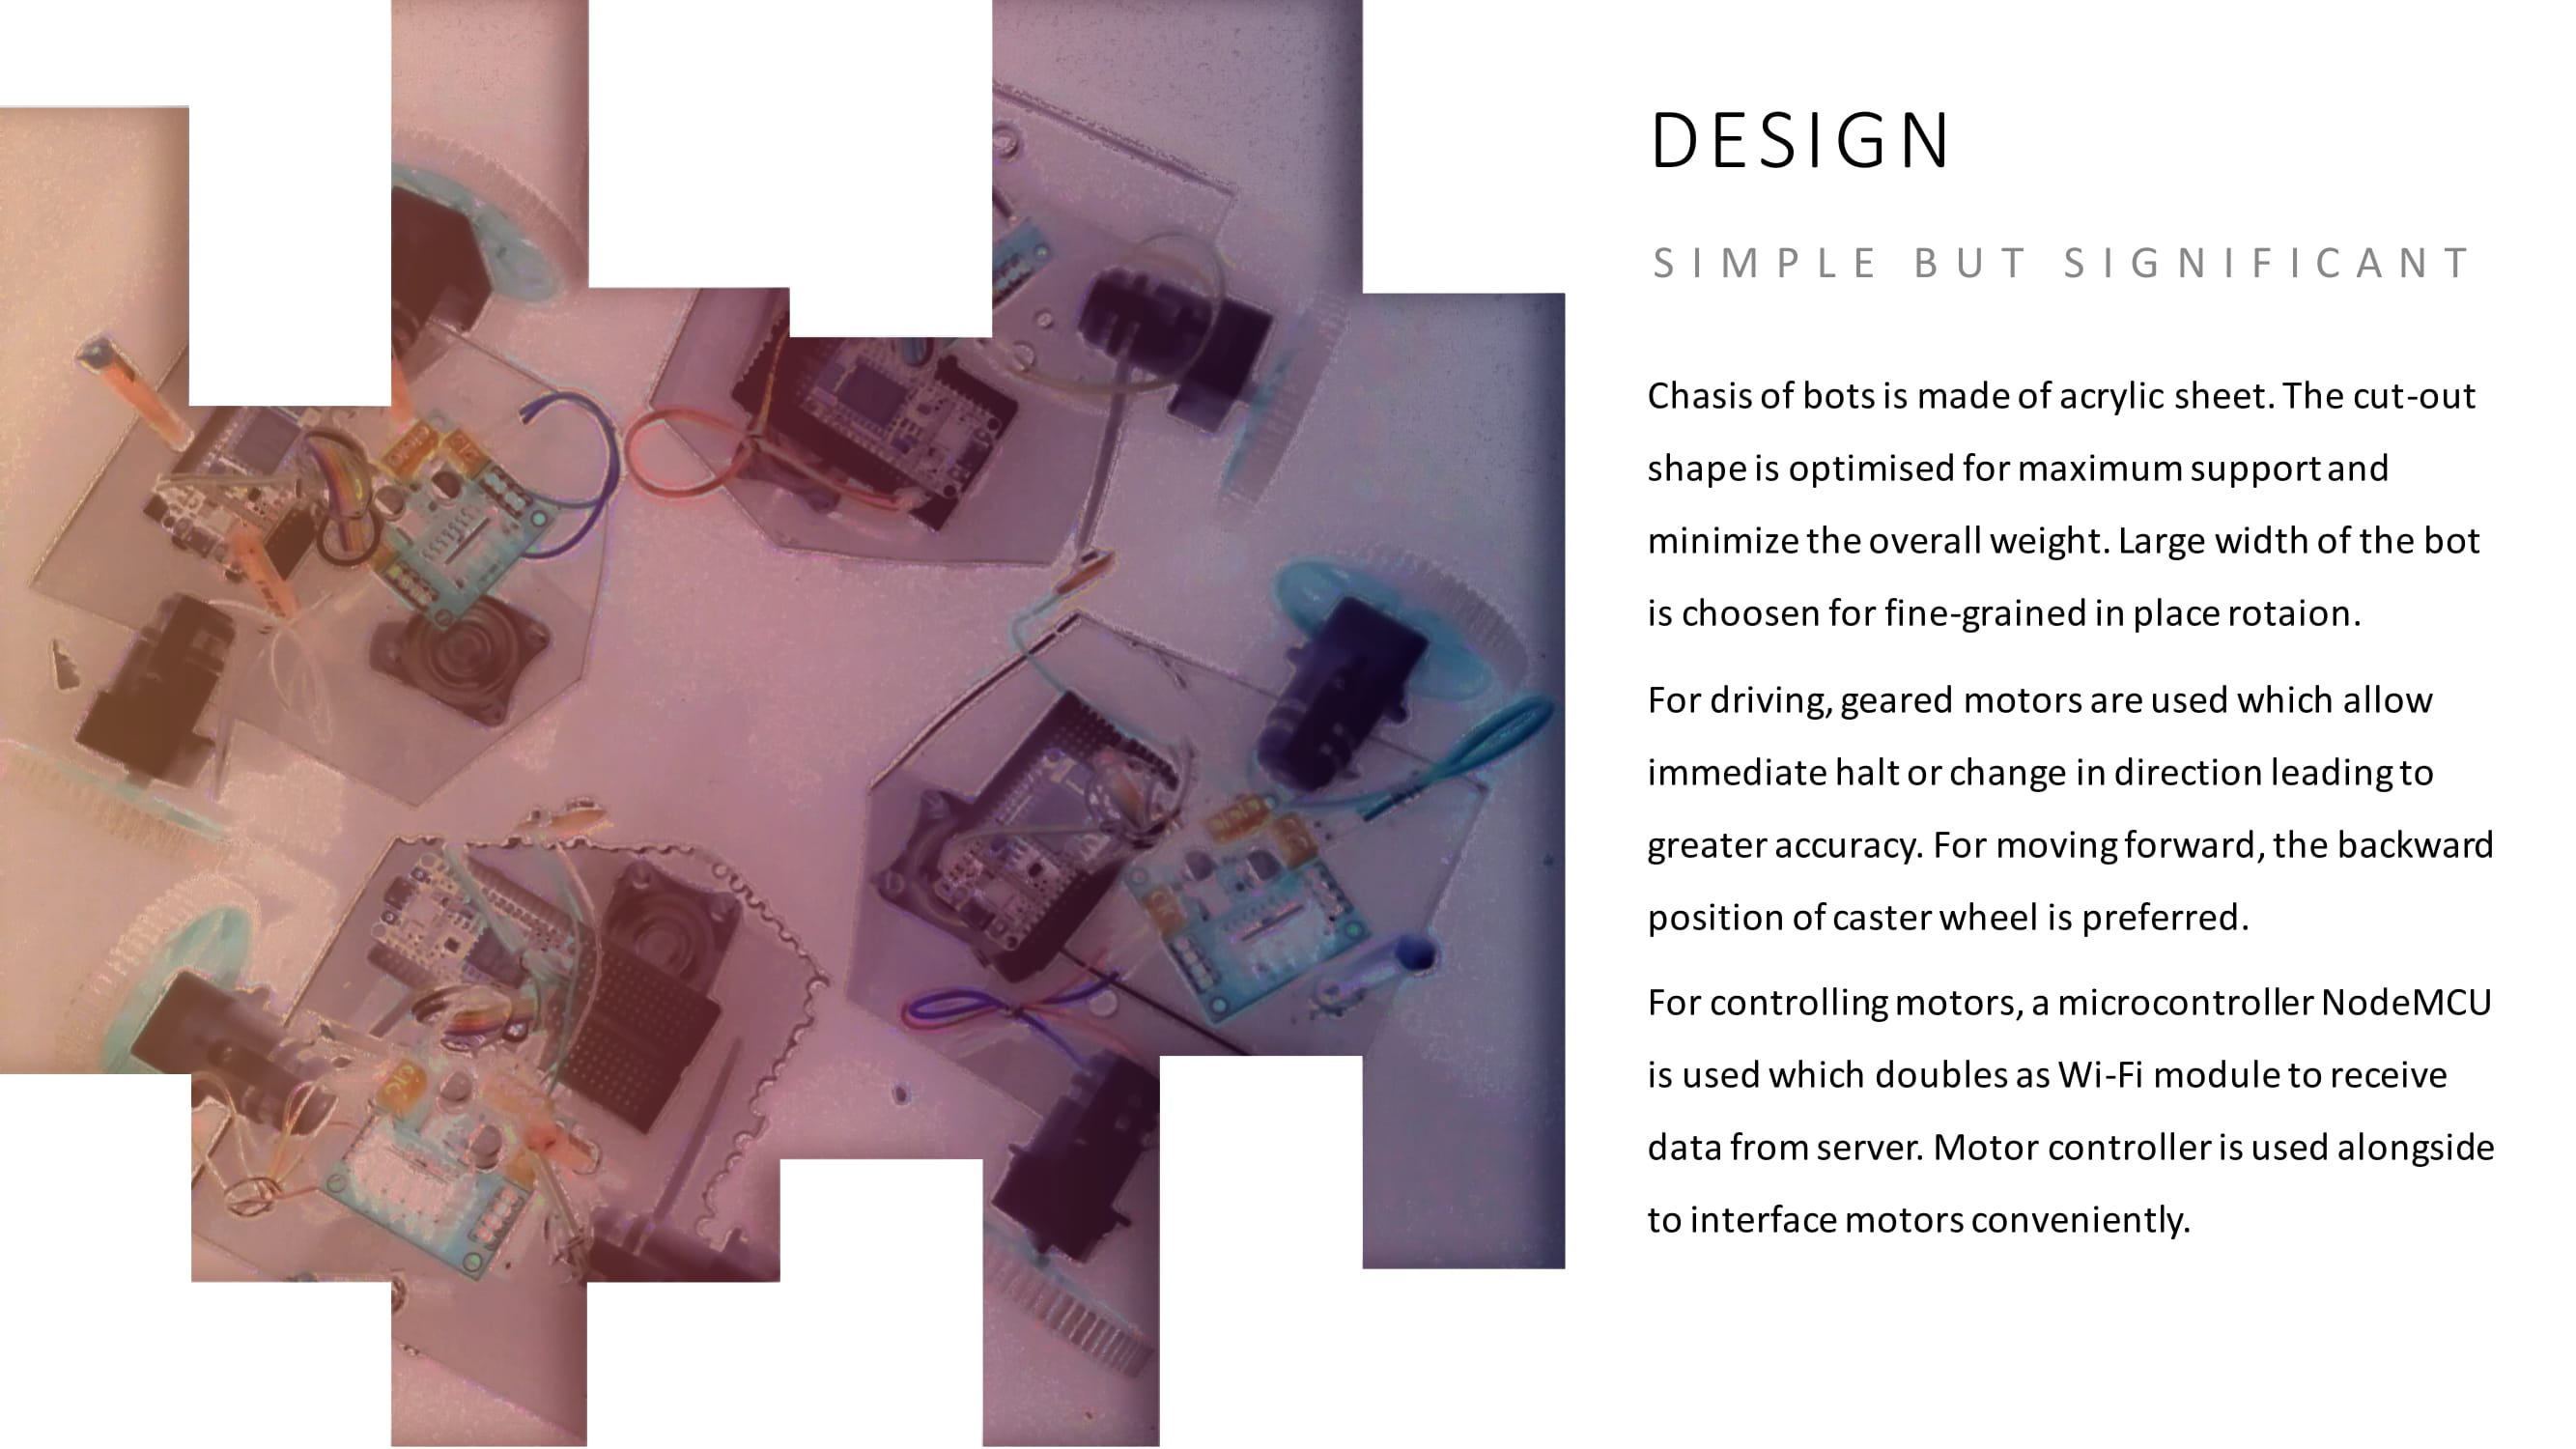 DESIGN
SIMPLE BUT SIGNIFICANT
Chasis of bots is made of acrylic sheet. The cut-out
shape is optimised for maximum support and
minimize the overall weight. Large width of the bot
is choosen for fine-grained in place rotaion.
For driving, geared motors are used which allow
immediate halt or change in direction leading to
greater accuracy. For moving forward, the backward
position of caster wheel is preferred.
For controlling motors, a microcontroller NodeMCU
is used which doubles as Wi-Fi module to receive
data from server. Motor controller is used alongside
to interface motors conveniently.